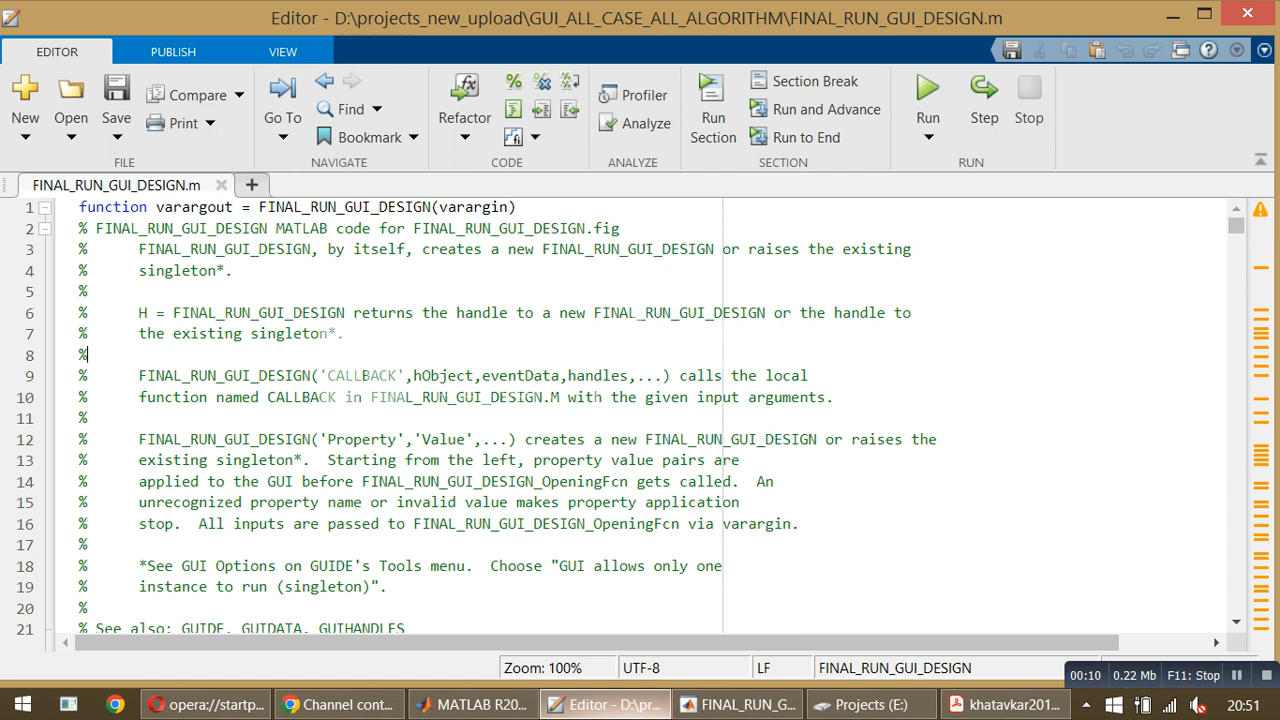 Editor - D:\projects_new_upload\GUI_ALL_CASE_ALL_ALGORITHM\FINAL_RUN_GUI_DESIGN.m
EDITOR PUBLISH VIEW
New Open Save Compare Print Go To Find Bookmark Refactor Profiler Analyze Run Section Section Break Run and Advance Run to End Run Step Stop
FILE NAVIGATE CODE ANALYZE SECTION RUN
FINAL_RUN_GUI_DESIGN.m
1 function varargout = FINAL_RUN_GUI_DESIGN(varargin)
2 % FINAL_RUN_GUI_DESIGN MATLAB code for FINAL_RUN_GUI_DESIGN.fig
3 % FINAL_RUN_GUI_DESIGN, by itself, creates a new FINAL_RUN_GUI_DESIGN or raises the existing
4 % singleton*.
5 %
6 % H = FINAL_RUN_GUI_DESIGN returns the handle to a new FINAL_RUN_GUI_DESIGN or the handle to
7 % the existing singleton*.
8 %
9 % FINAL_RUN_GUI_DESIGN('CALLBACK',hObject,eventData,handles,...) calls the local
10 % function named CALLBACK in FINAL_RUN_GUI_DESIGN.M with the given input arguments.
11 %
12 % FINAL_RUN_GUI_DESIGN('Property','Value',...) creates a new FINAL_RUN_GUI_DESIGN or raises the
13 % existing singleton*.  Starting from the left, property value pairs are
14 % applied to the GUI before FINAL_RUN_GUI_DESIGN_OpeningFcn gets called.  An
15 % unrecognized property name or invalid value makes property application
16 % stop.  All inputs are passed to FINAL_RUN_GUI_DESIGN_OpeningFcn via varargin.
17 %
18 % *See GUI Options on GUIDE's Tools menu.  Choose "GUI allows only one
19 % instance to run (singleton)".
20 %
21 % See also: GUIDE, GUIDATA, GUIHANDLES
Zoom: 100% UTF-8 LF FINAL_RUN_GUI_DESIGN
00:10 0.22 Mb F11: Stop
opera://startp... Channel cont... MATLAB R20... Editor - D:\pr... FINAL_RUN_G... Projects (E:) khatavkar201... 20:51